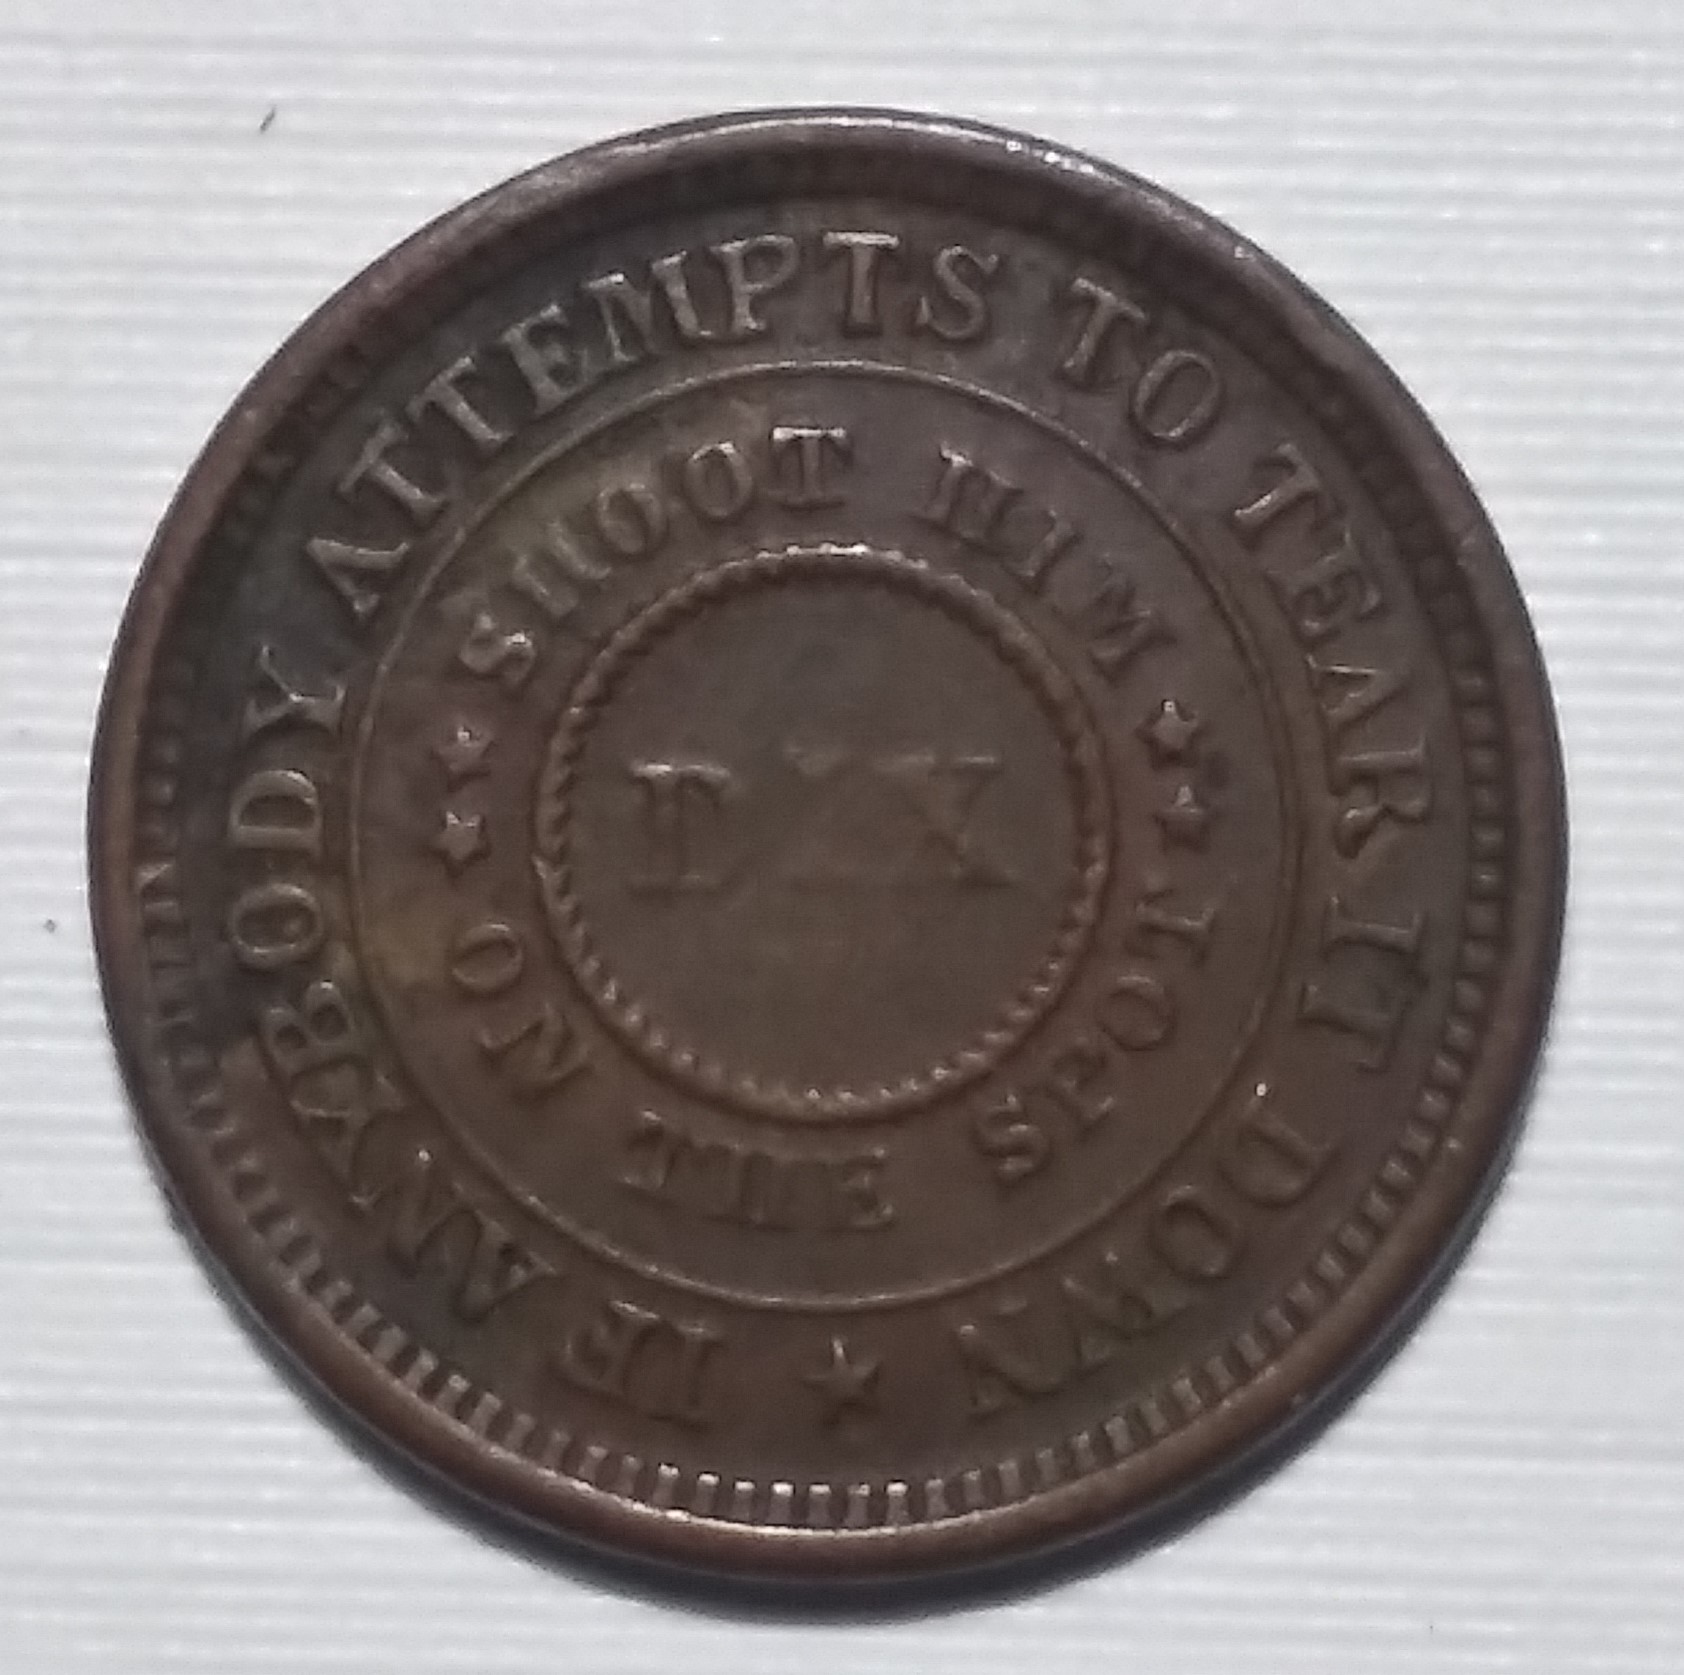 IF ANYBODY ATTEMPTS TO TEAR IT DOWN
SHOOT HIM
ON THE SPOT
DIX